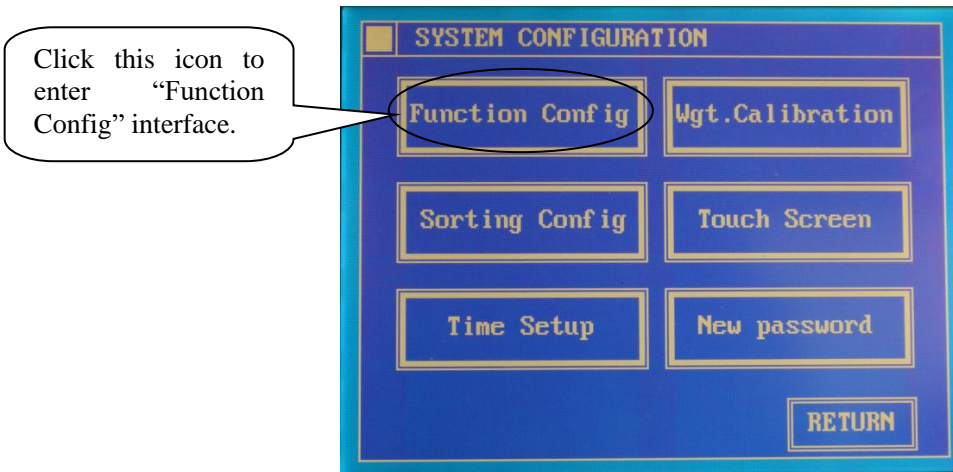 Click this icon to
enter “Function
Config” interface.
SYSTEM CONFIGURATION
Function Config
Wgt.Calibration
Sorting Config
Touch Screen
Time Setup
New password
RETURN